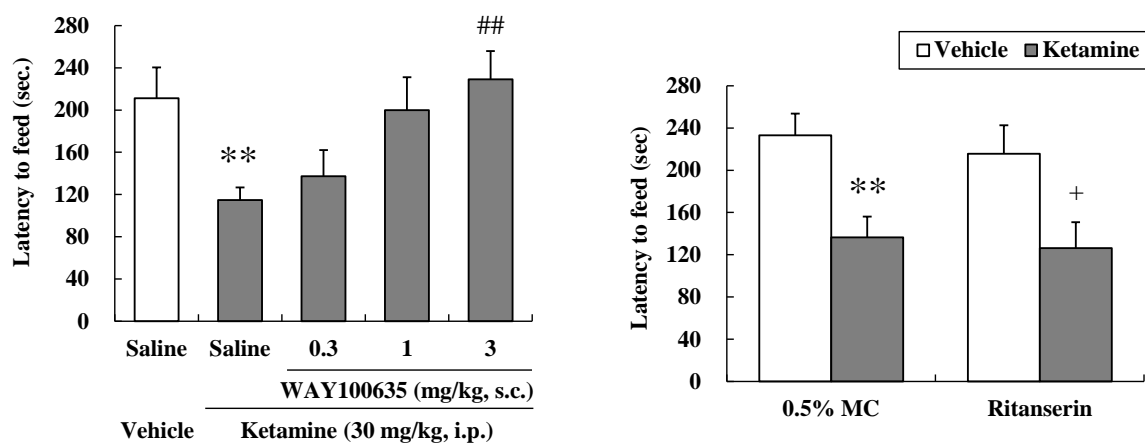 Latency to feed (sec.)
280
240
200
160
120
80
40
0
**
##
Saline Saline 0.3 1 3
WAY100635 (mg/kg, s.c.)
Vehicle Ketamine (30 mg/kg, i.p.)
Vehicle Ketamine
Latency to feed (sec)
280
240
200
160
120
80
40
0
**
+
0.5% MC Ritanserin